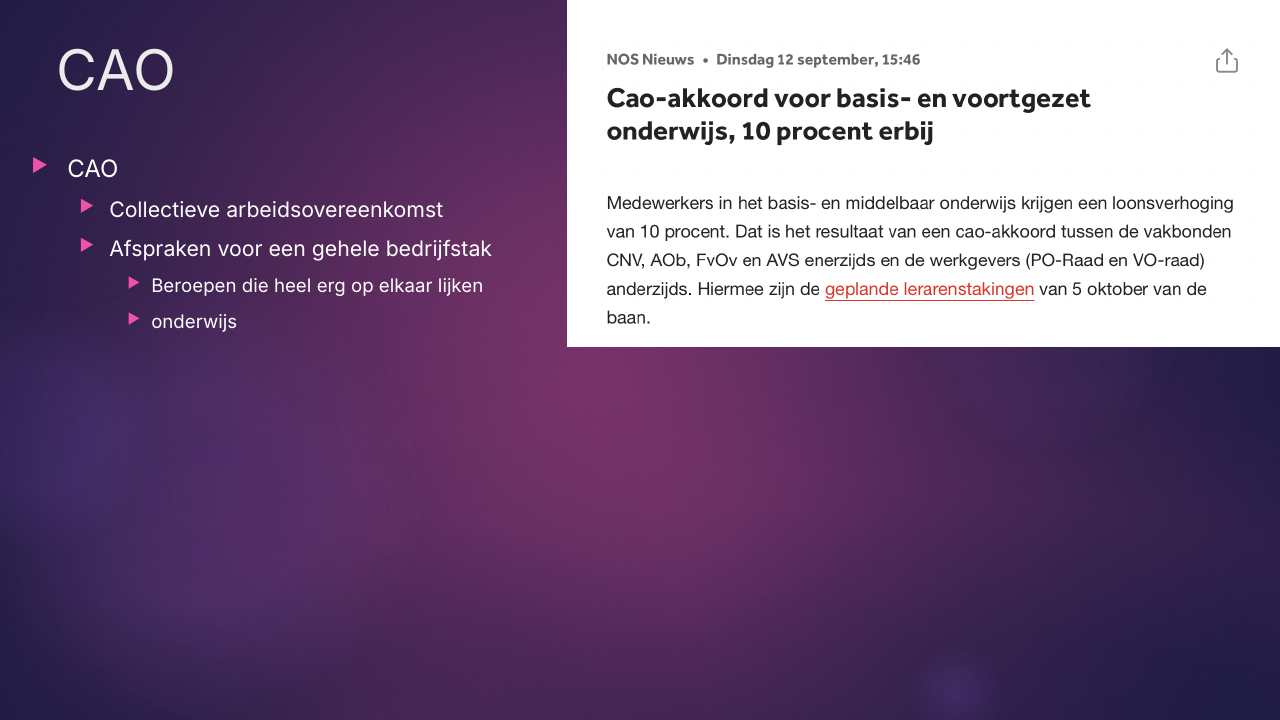 CAO
CAO
Collectieve arbeidsovereenkomst
Afspraken voor een gehele bedrijfstak
Beroepen die heel erg op elkaar lijken
onderwijs
NOS Nieuws • Dinsdag 12 september, 15:46
Cao-akkoord voor basis- en voortgezet
onderwijs, 10 procent erbij
Medewerkers in het basis- en middelbaar onderwijs krijgen een loonsverhoging
van 10 procent. Dat is het resultaat van een cao-akkoord tussen de vakbonden
CNV, AOb, FvOv en AVS enerzijds en de werkgevers (PO-Raad en VO-raad)
anderzijds. Hiermee zijn de geplande lerarenstakingen van 5 oktober van de
baan.